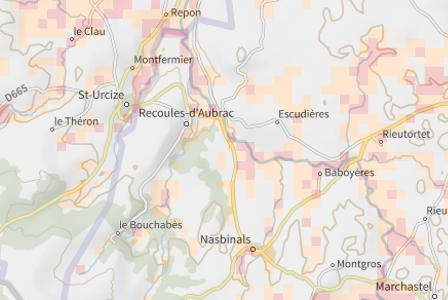 Repon
le Clau
Montfermier
D665
St-Urcize
Recoules-d'Aubrac
Escudières
le Théron
Rieutortet
Baboyères
Rieu
le Bouchabès
Nasbinals
Montgros
Marchastel